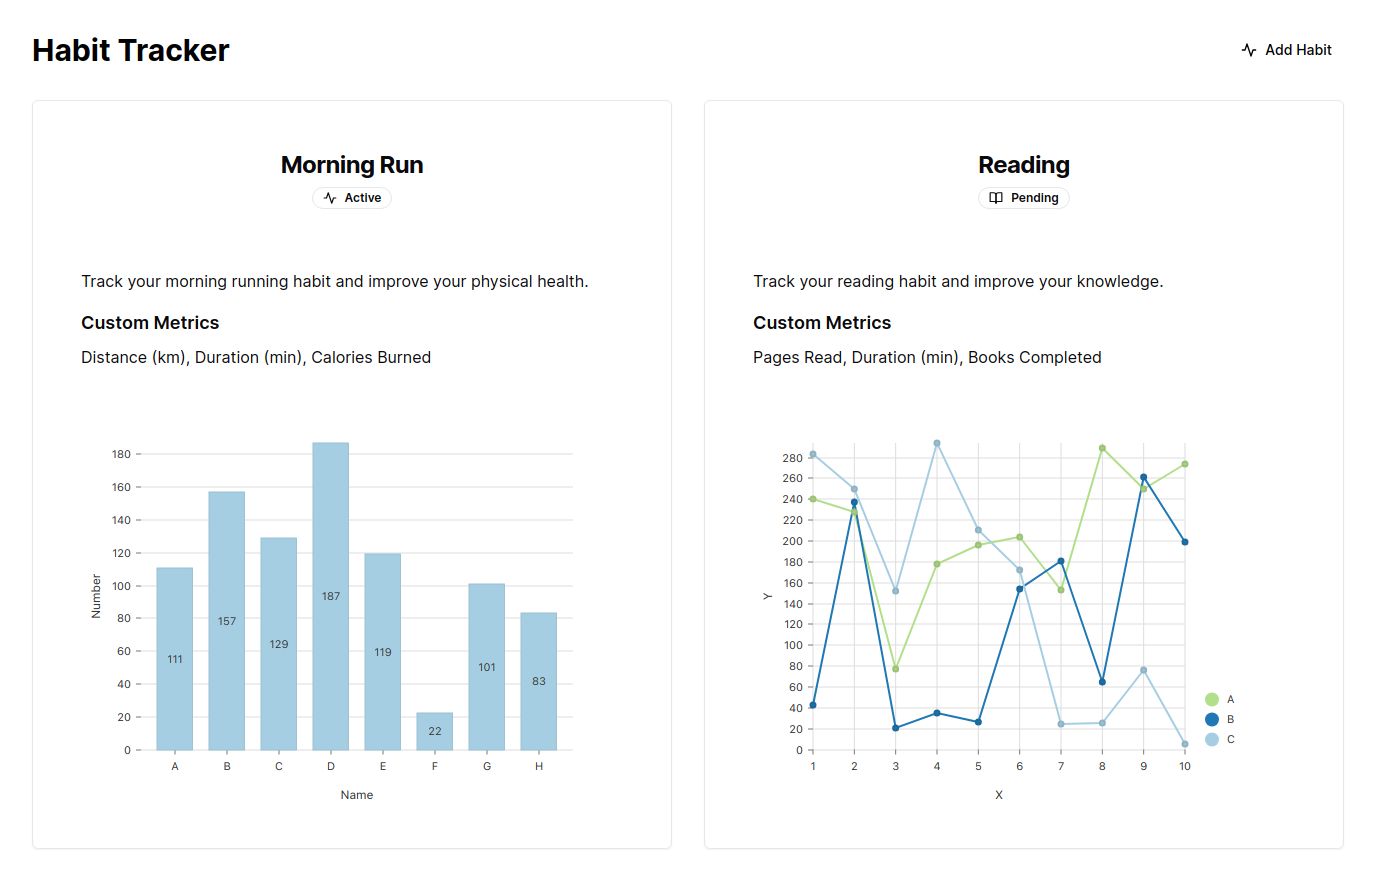 Habit Tracker
Add Habit
Morning Run
Active
Track your morning running habit and improve your physical health.
Custom Metrics
Distance (km), Duration (min), Calories Burned
180
160
140
120
100
80
60
40
20
0
Number
111
157
129
187
119
22
101
83
A B C D E F G H
Name
Reading
Pending
Track your reading habit and improve your knowledge.
Custom Metrics
Pages Read, Duration (min), Books Completed
280
260
240
220
200
180
160
140
120
100
80
60
40
20
0
Y
1 2 3 4 5 6 7 8 9 10
X
A
B
C